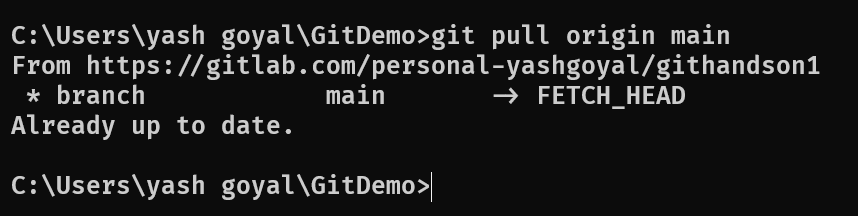 C:\Users\yash goyal\GitDemo>git pull origin main
From https://gitlab.com/personal-yashgoyal/githandson1
 * branch            main       -> FETCH_HEAD
Already up to date.
C:\Users\yash goyal\GitDemo>